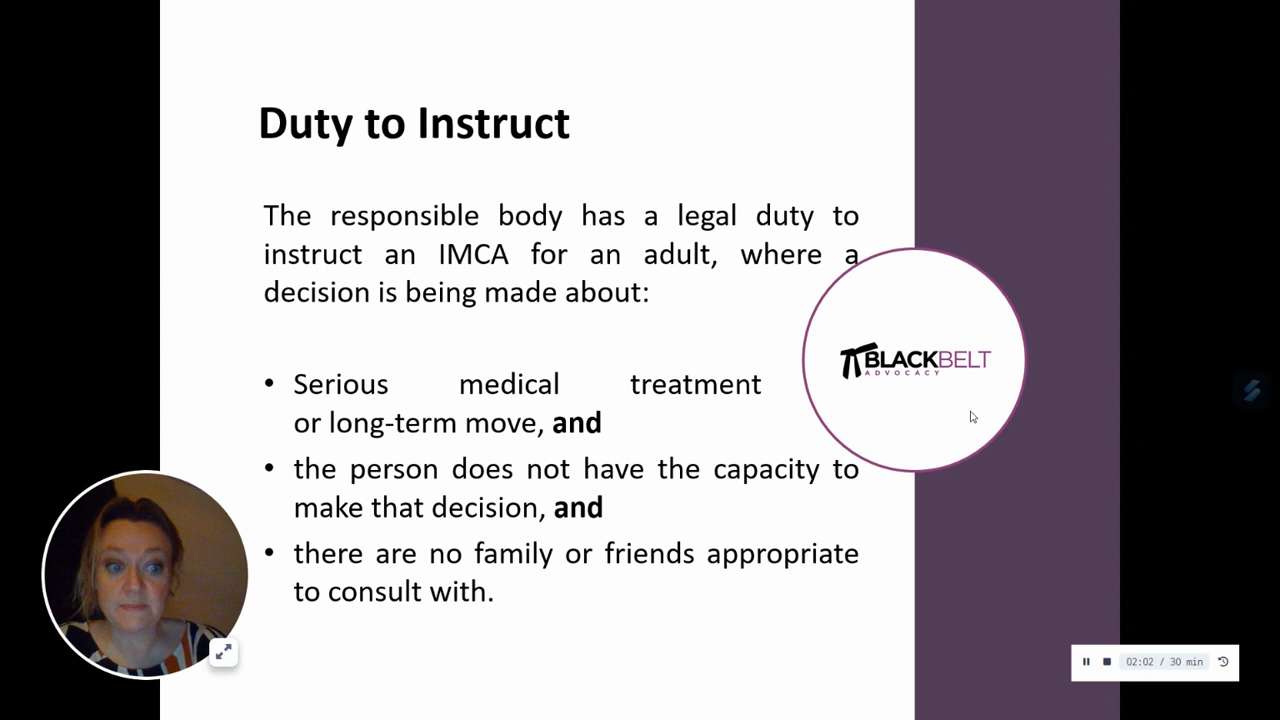 Duty to Instruct
The responsible body has a legal duty to
instruct an IMCA for an adult, where a
decision is being made about:
• Serious medical treatment
or long-term move, and
• the person does not have the capacity to
make that decision, and
• there are no family or friends appropriate
to consult with.
BLACKBELT
ADVOCACY
02:02 / 30 min